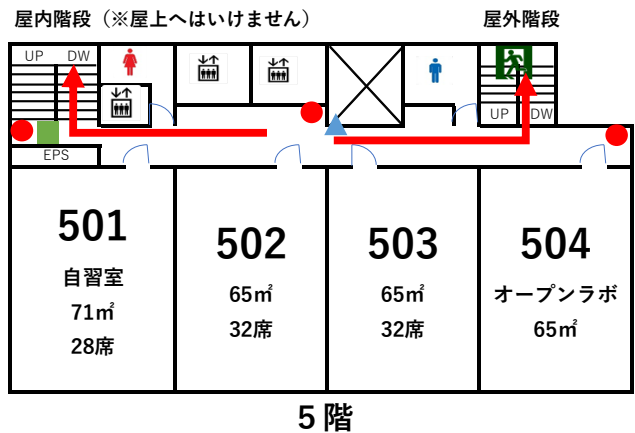 屋内階段（※屋上へはいけません）
屋外階段
UP
DW
UP
DW
EPS
501
自習室
71㎡
28席
502
65㎡
32席
503
65㎡
32席
504
オープンラボ
65㎡
５階